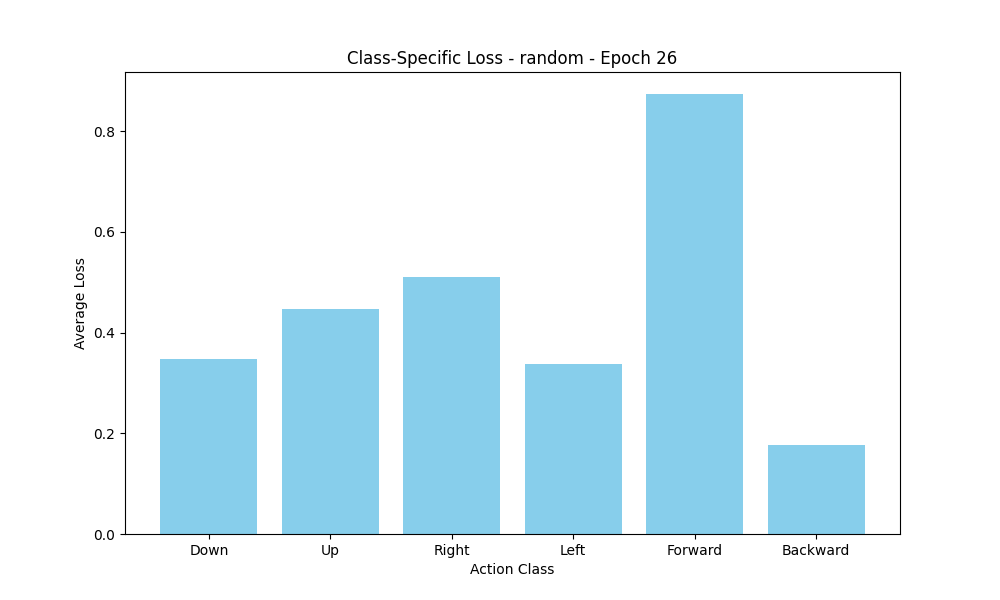 Class-Specific Loss - random - Epoch 26
Average Loss
0.8
0.6
0.4
0.2
0.0
Down Up Right Left Forward Backward
Action Class